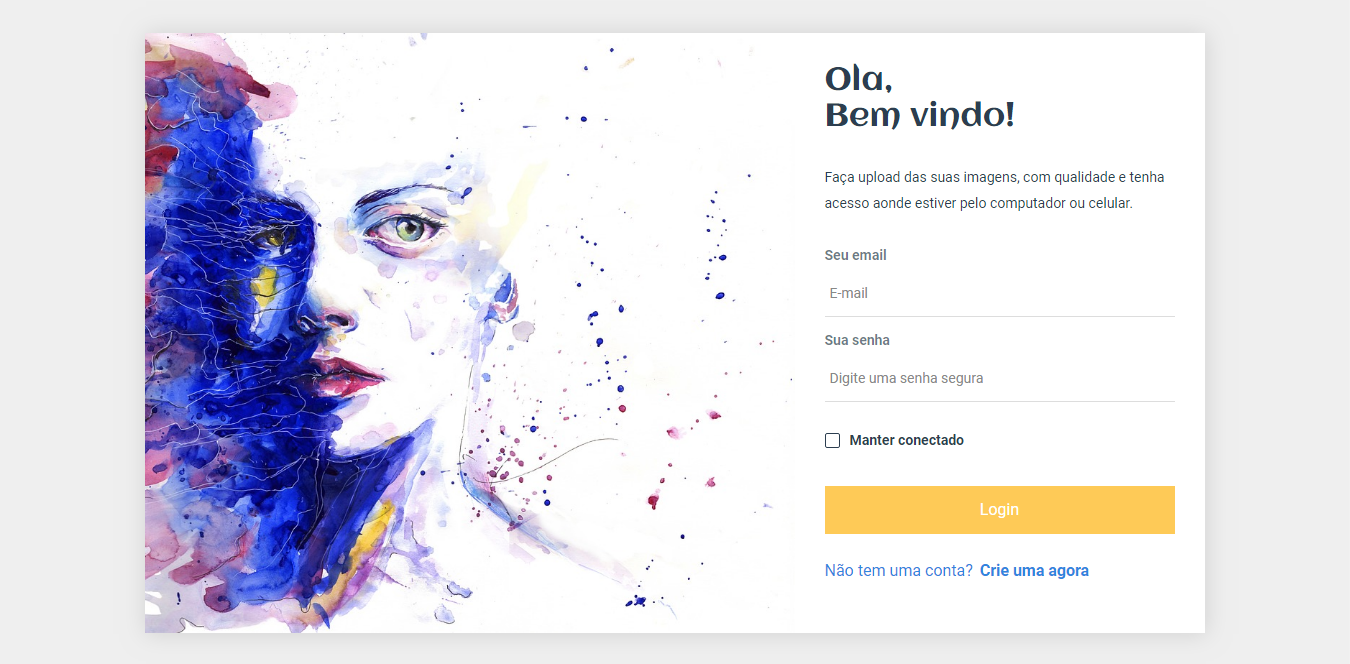 Ola,
Bem vindo!
Faça upload das suas imagens, com qualidade e tenha
acesso aonde estiver pelo computador ou celular.
Seu email
E-mail
Sua senha
Digite uma senha segura
Manter conectado
Login
Não tem uma conta? Crie uma agora